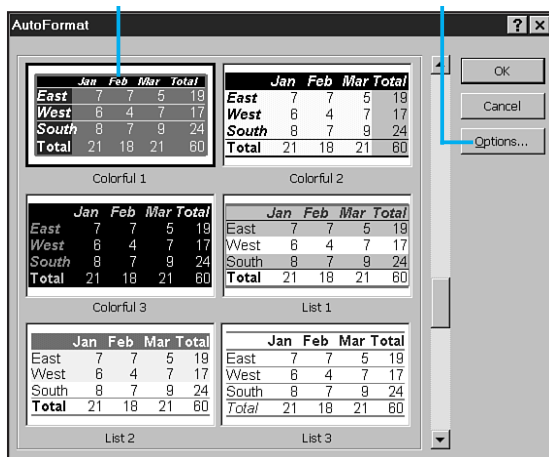 AutoFormat
OK
Cancel
Options...
Jan Feb Mar Total
East 7 7 5 19
West 6 4 7 17
South 8 7 9 24
Total 21 18 21 60
Colorful 1
Jan Feb Mar Total
East 7 7 5 19
West 6 4 7 17
South 8 7 9 24
Total 21 18 21 60
Colorful 2
Jan Feb Mar Total
East 7 7 5 19
West 6 4 7 17
South 8 7 9 24
Total 21 18 21 60
Colorful 3
Jan Feb Mar Total
East 7 7 5 19
West 6 4 7 17
South 8 7 9 24
Total 21 18 21 60
List 1
Jan Feb Mar Total
East 7 7 5 19
West 6 4 7 17
South 8 7 9 24
Total 21 18 21 60
List 2
Jan Feb Mar Total
East 7 7 5 19
West 6 4 7 17
South 8 7 9 24
Total 21 18 21 60
List 3